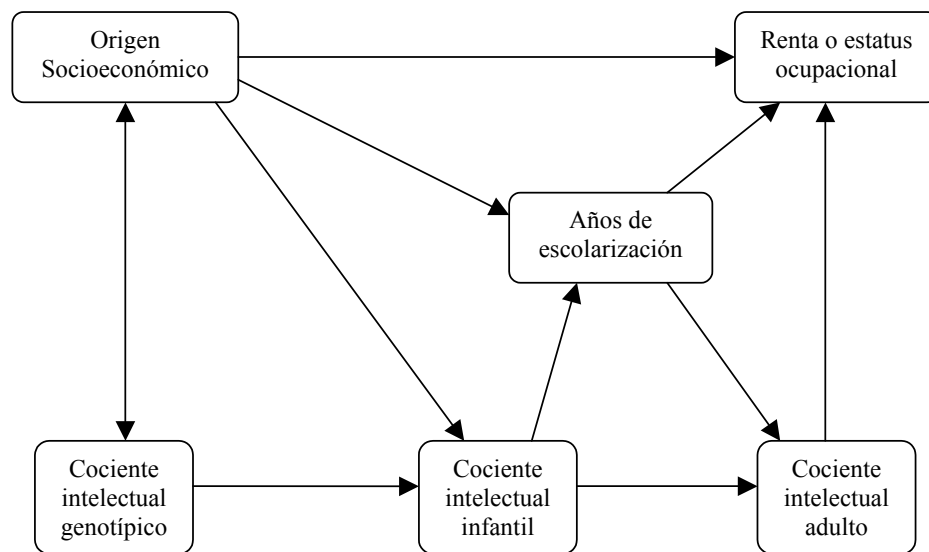 Origen
Socioeconómico
Renta o estatus
ocupacional
Años de
escolarización
Cociente
intelectual
genotípico
Cociente
intelectual
infantil
Cociente
intelectual
adulto